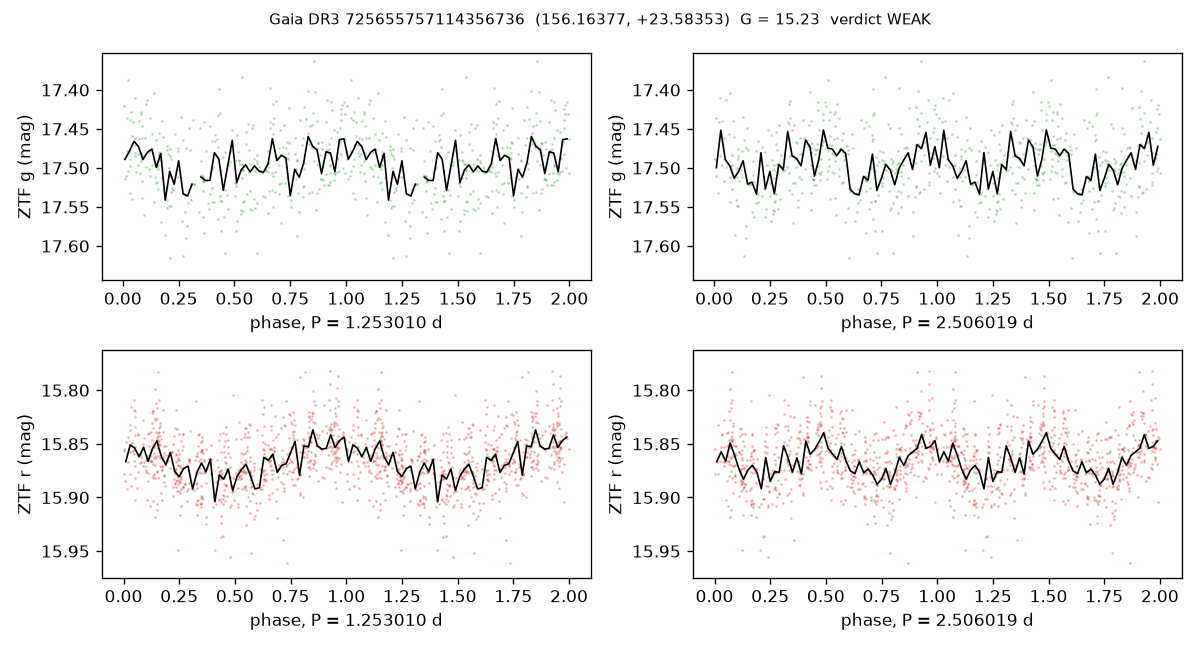 Gaia DR3 725655757114356736 (156.16377, +23.58353) G = 15.23 verdict WEAK
ZTF g (mag)
17.40
17.45
17.50
17.55
17.60
0.00 0.25 0.50 0.75 1.00 1.25 1.50 1.75 2.00
phase, P = 1.253010 d
ZTF g (mag)
17.40
17.45
17.50
17.55
17.60
0.00 0.25 0.50 0.75 1.00 1.25 1.50 1.75 2.00
phase, P = 2.506019 d
ZTF r (mag)
15.80
15.85
15.90
15.95
0.00 0.25 0.50 0.75 1.00 1.25 1.50 1.75 2.00
phase, P = 1.253010 d
ZTF r (mag)
15.80
15.85
15.90
15.95
0.00 0.25 0.50 0.75 1.00 1.25 1.50 1.75 2.00
phase, P = 2.506019 d